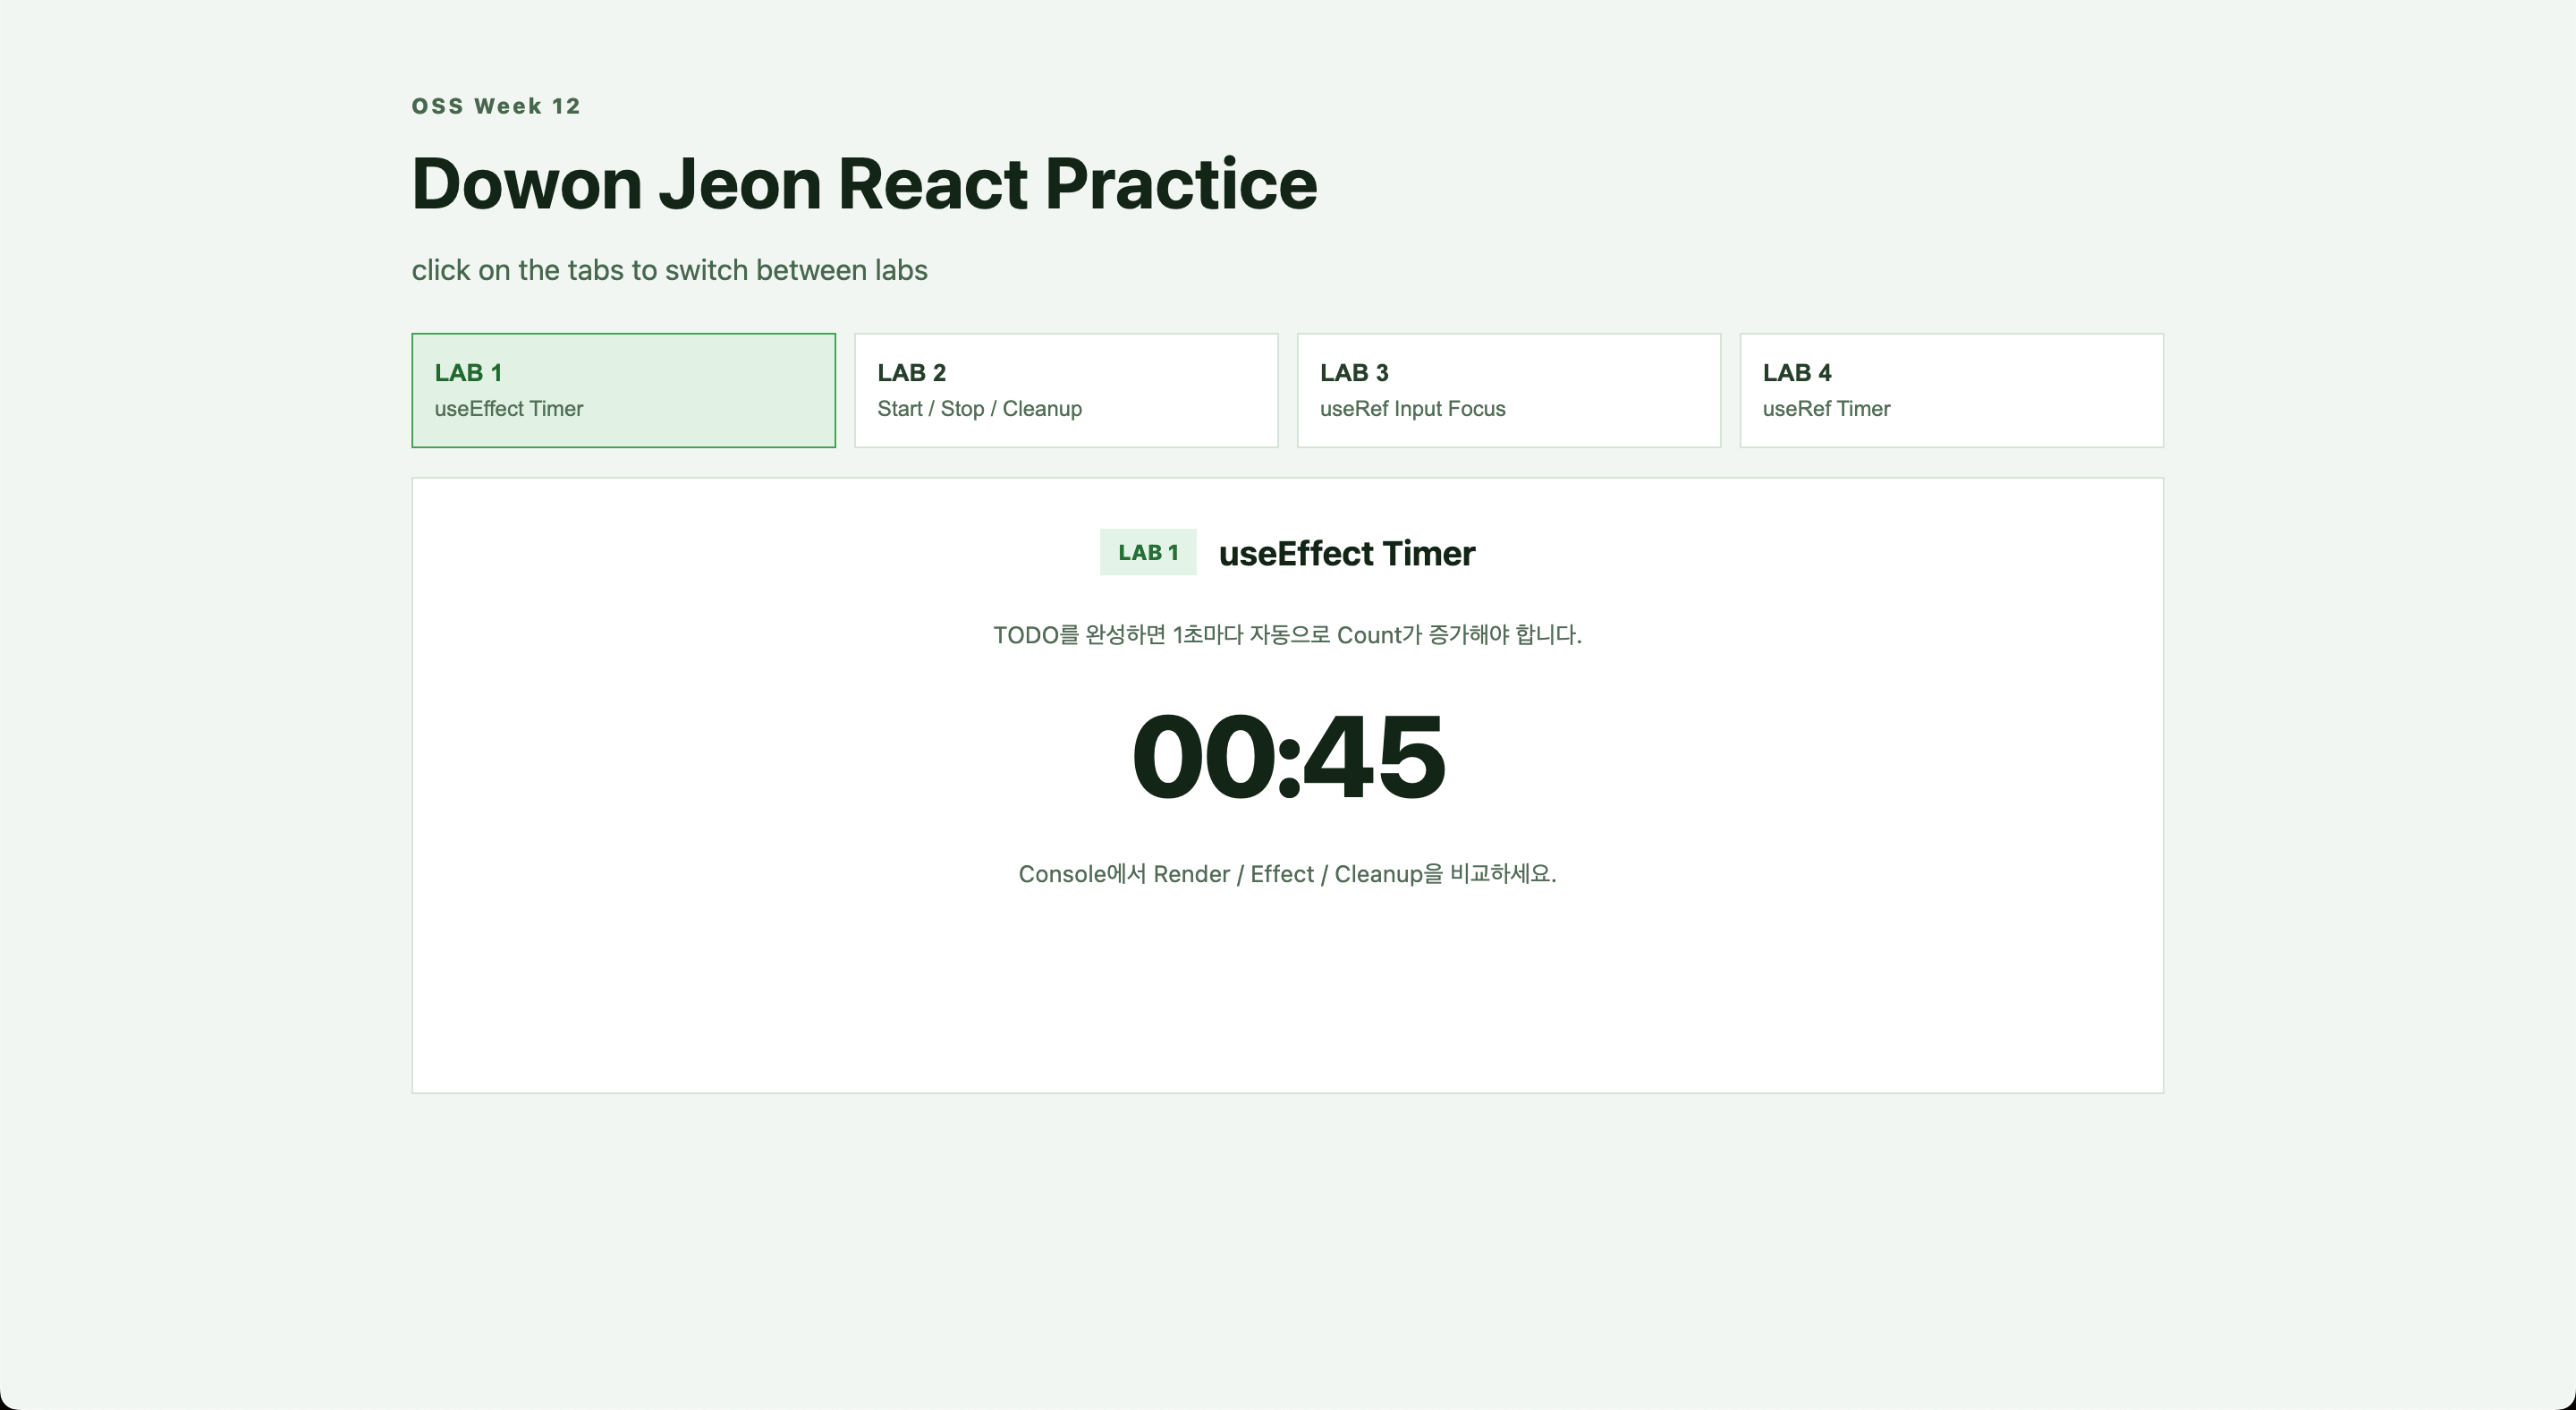 OSS Week 12
Dowon Jeon React Practice
click on the tabs to switch between labs
LAB 1
useEffect Timer
LAB 2
Start / Stop / Cleanup
LAB 3
useRef Input Focus
LAB 4
useRef Timer
LAB 1 useEffect Timer
TODO를 완성하면 1초마다 자동으로 Count가 증가해야 합니다.
00:45
Console에서 Render / Effect / Cleanup을 비교하세요.